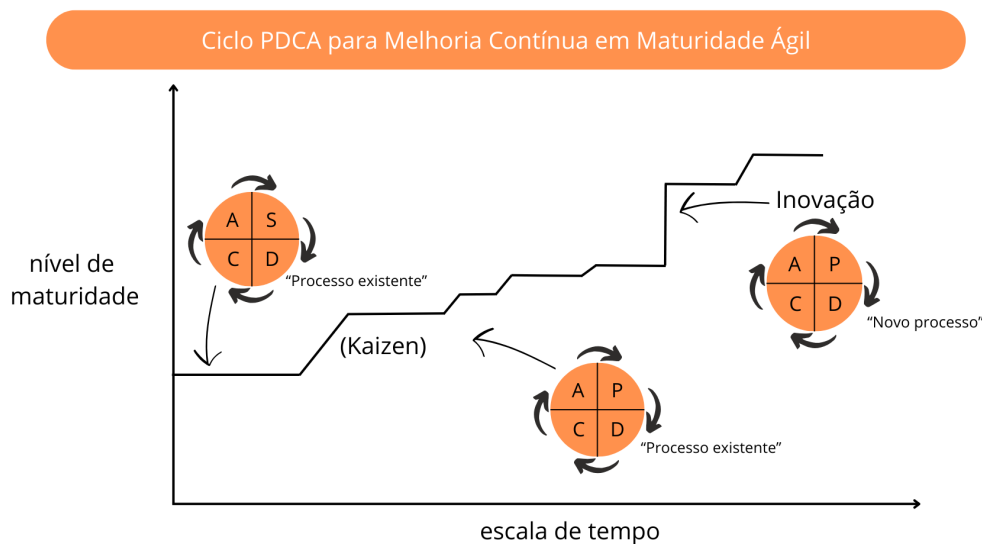 Ciclo PDCA para Melhoria Contínua em Maturidade Ágil
nível de
maturidade
A S
C D
“Processo existente”
(Kaizen)
A P
C D
“Processo existente”
Inovação
A P
C D
“Novo processo”
escala de tempo